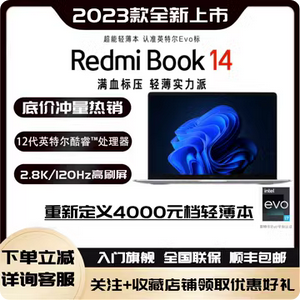 2023款全新上市
超能轻薄本 认准英特尔Evo标
Redmi Book 14
满血标压 轻薄实力派
底价冲量热销
12代英特尔酷睿™处理器
2.8K/120Hz高刷屏
intel
evo
重新定义4000元档轻薄本
下单立减
详询客服
入门旗舰 全国联保 顺丰包邮
关注+收藏店铺领取优惠好礼